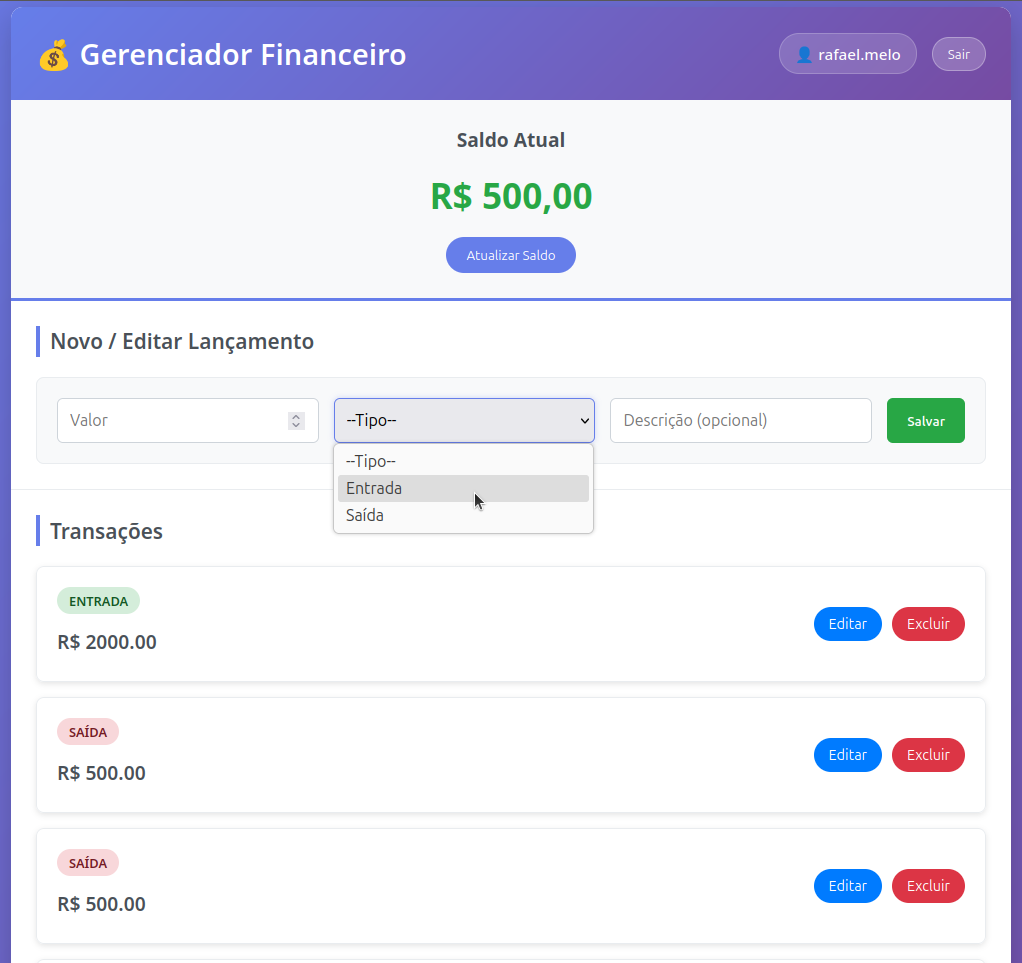 💰 Gerenciador Financeiro
👤 rafael.melo
Sair
Saldo Atual
R$ 500,00
Atualizar Saldo
Novo / Editar Lançamento
Valor
--Tipo--
Descrição (opcional)
Salvar
--Tipo--
Entrada
Saída
Transações
ENTRADA
R$ 2000.00
Editar
Excluir
SAÍDA
R$ 500.00
Editar
Excluir
SAÍDA
R$ 500.00
Editar
Excluir